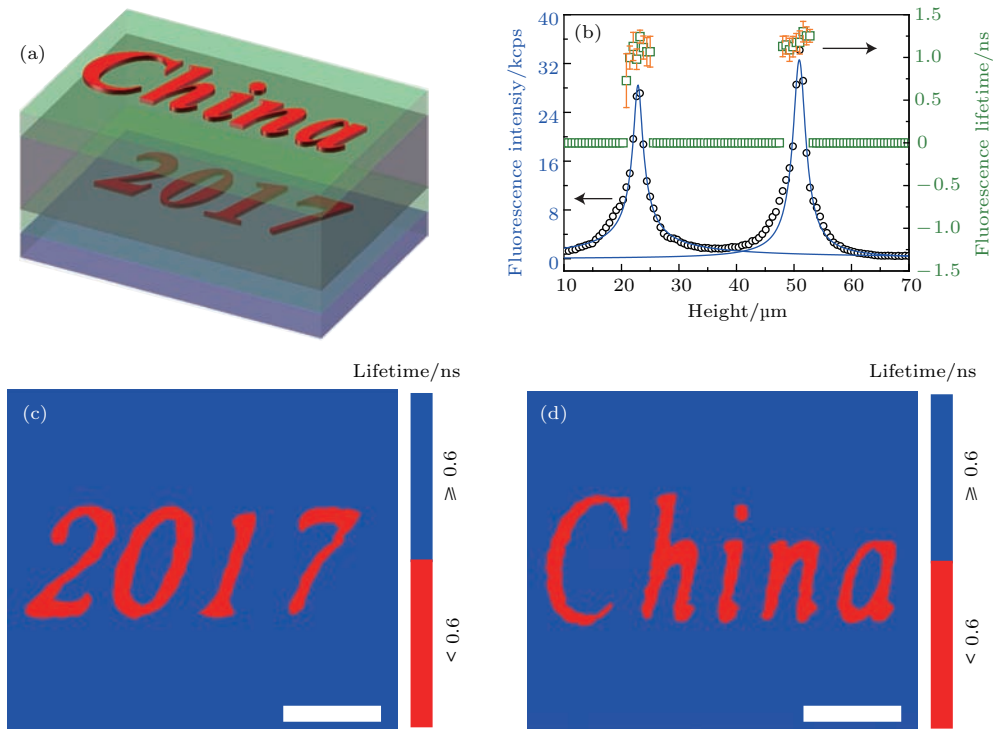 (a)
China
2017
(b)
Fluorescence intensiy/kcps
40
32
24
16
8
0
10 20 30 40 50 60 70
Height/µm
1.5
1.0
0.5
0
−0.5
−1.0
−1.5
Fluorescence lifetime/ns
Lifetime/ns
(c)
2017
≥ 0.6
< 0.6
Lifetime/ns
(d)
China
≥ 0.6
< 0.6